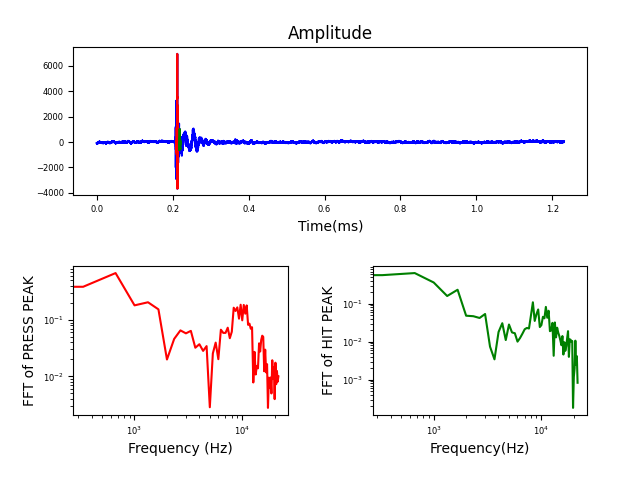 Amplitude
6000
4000
2000
0
−2000
−4000
0.0 0.2 0.4 0.6 0.8 1.0 1.2
Time(ms)
FFT of PRESS PEAK
10⁻¹
10⁻²
10³ 10⁴
Frequency (Hz)
FFT of HIT PEAK
10⁻¹
10⁻²
10⁻³
10³ 10⁴
Frequency(Hz)